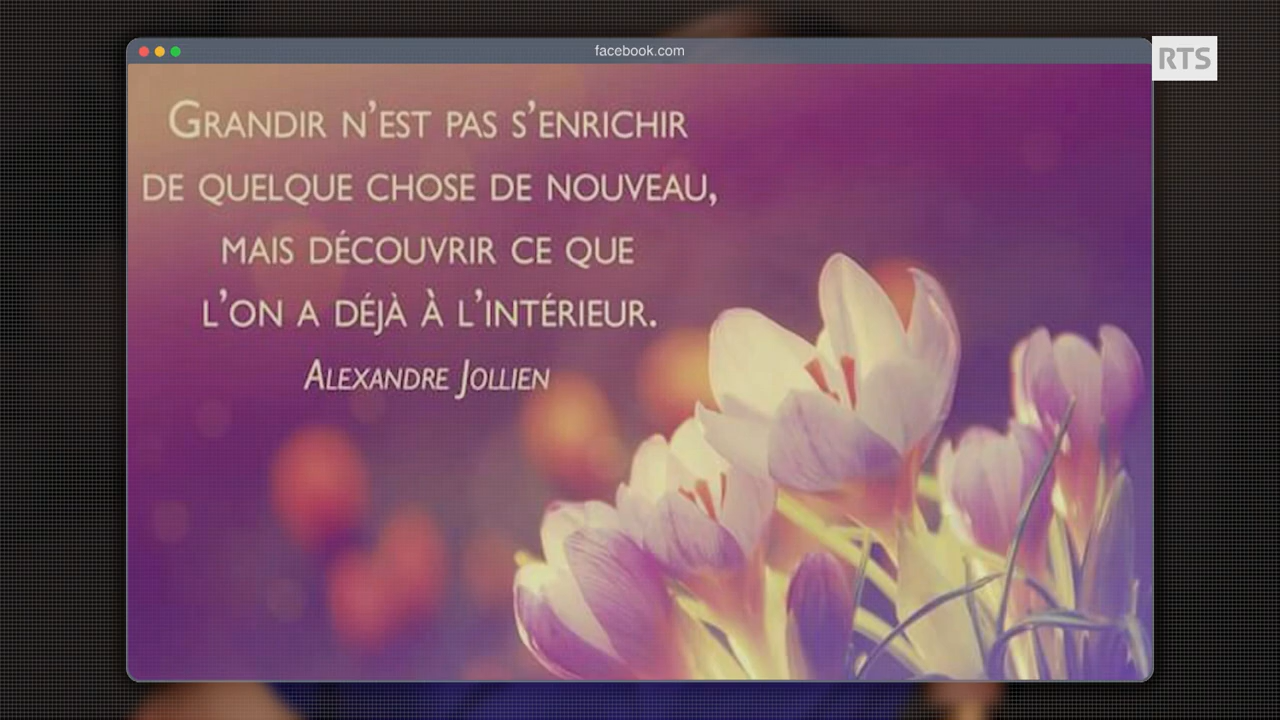 facebook.com
RTS
Grandir n’est pas s’enrichir
de quelque chose de nouveau,
mais découvrir ce que
l’on a déjà à l’intérieur.
Alexandre Jollien